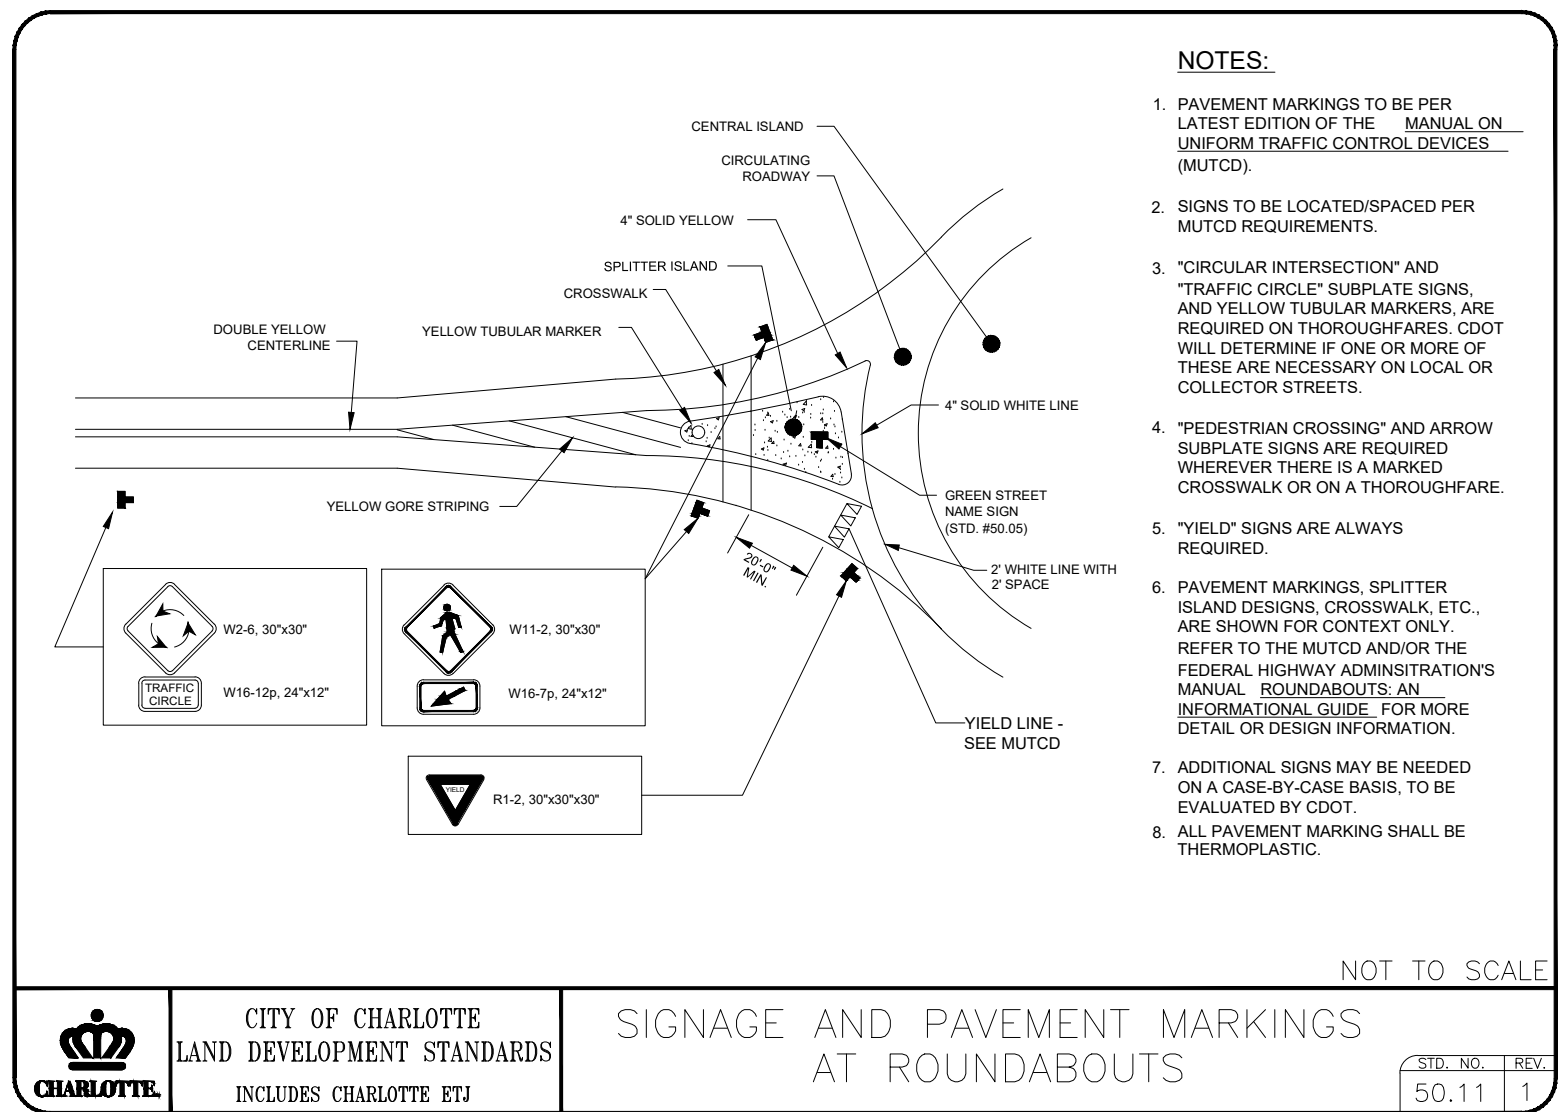 NOTES:
1. PAVEMENT MARKINGS TO BE PER
LATEST EDITION OF THE MANUAL ON
UNIFORM TRAFFIC CONTROL DEVICES
(MUTCD).
2. SIGNS TO BE LOCATED/SPACED PER
MUTCD REQUIREMENTS.
3. "CIRCULAR INTERSECTION" AND
"TRAFFIC CIRCLE" SUBPLATE SIGNS,
AND YELLOW TUBULAR MARKERS, ARE
REQUIRED ON THOROUGHFARES. CDOT
WILL DETERMINE IF ONE OR MORE OF
THESE ARE NECESSARY ON LOCAL OR
COLLECTOR STREETS.
4. "PEDESTRIAN CROSSING" AND ARROW
SUBPLATE SIGNS ARE REQUIRED
WHEREVER THERE IS A MARKED
CROSSWALK OR ON A THOROUGHFARE.
5. "YIELD" SIGNS ARE ALWAYS
REQUIRED.
6. PAVEMENT MARKINGS, SPLITTER
ISLAND DESIGNS, CROSSWALK, ETC.,
ARE SHOWN FOR CONTEXT ONLY.
REFER TO THE MUTCD AND/OR THE
FEDERAL HIGHWAY ADMINSITRATION'S
MANUAL ROUNDABOUTS: AN
INFORMATIONAL GUIDE FOR MORE
DETAIL OR DESIGN INFORMATION.
7. ADDITIONAL SIGNS MAY BE NEEDED
ON A CASE-BY-CASE BASIS, TO BE
EVALUATED BY CDOT.
8. ALL PAVEMENT MARKING SHALL BE
THERMOPLASTIC.
CENTRAL ISLAND
CIRCULATING
ROADWAY
4" SOLID YELLOW
SPLITTER ISLAND
CROSSWALK
YELLOW TUBULAR MARKER
DOUBLE YELLOW
CENTERLINE
4" SOLID WHITE LINE
YELLOW GORE STRIPING
GREEN STREET
NAME SIGN
(STD. #50.05)
20'-0"
MIN.
2' WHITE LINE WITH
2' SPACE
W2-6, 30"x30"
TRAFFIC
CIRCLE
W16-12p, 24"x12"
W11-2, 30"x30"
W16-7p, 24"x12"
YIELD LINE -
SEE MUTCD
YIELD
R1-2, 30"x30"x30"
NOT TO SCALE
CHARLOTTE.
CITY OF CHARLOTTE
LAND DEVELOPMENT STANDARDS
INCLUDES CHARLOTTE ETJ
SIGNAGE AND PAVEMENT MARKINGS
AT ROUNDABOUTS
STD. NO. REV.
50.11 1